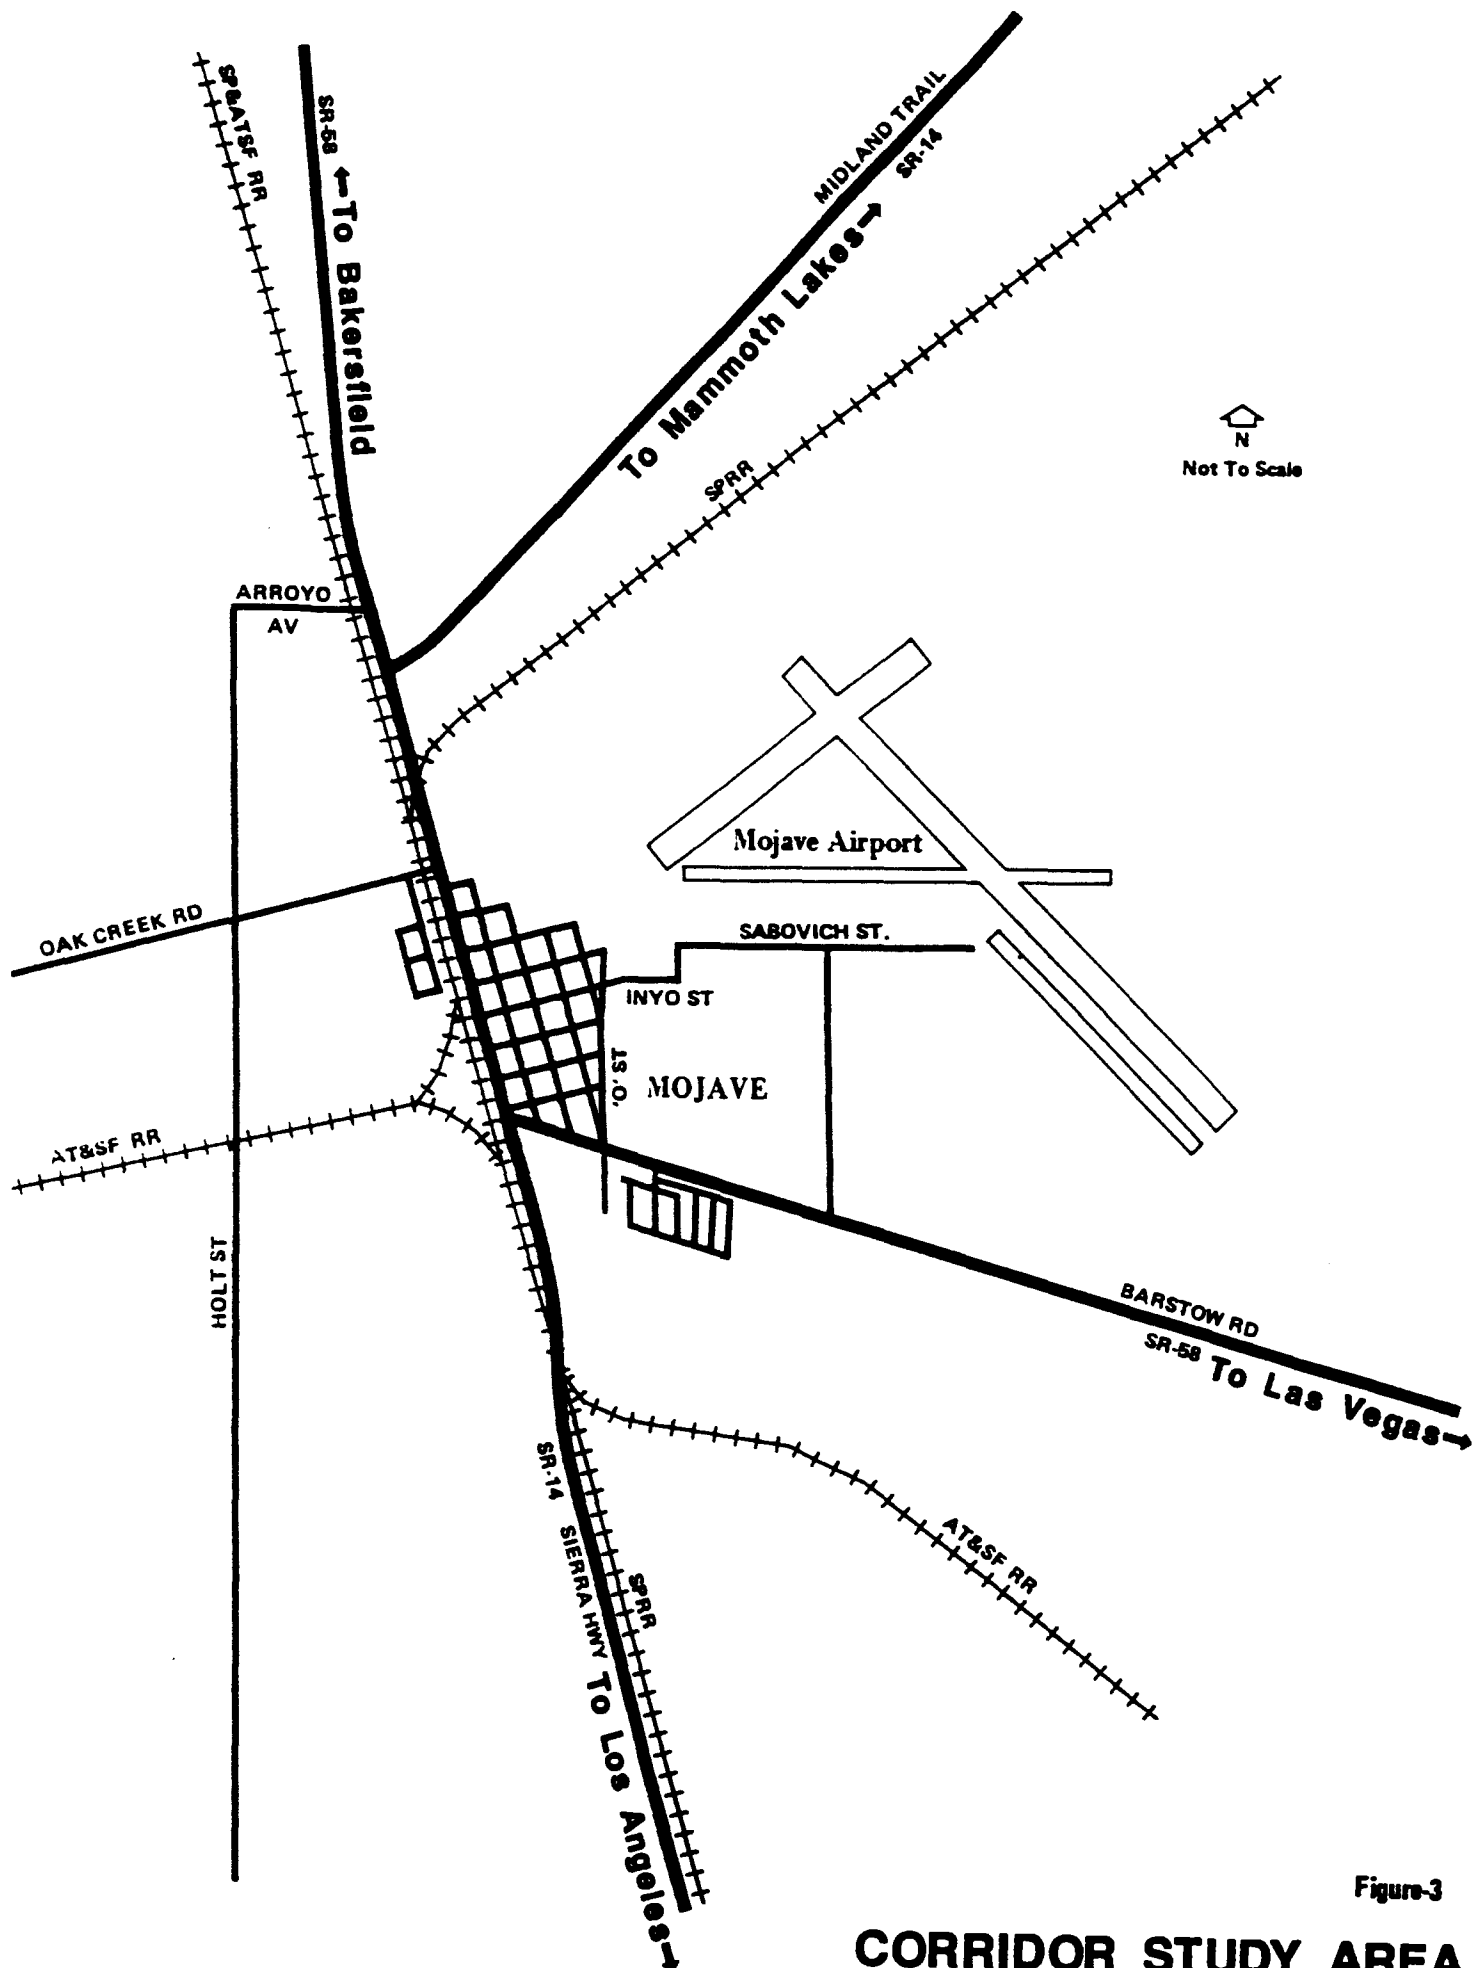 SP&ATSF RR
SR-58
←To Bakersfield
MIDLAND TRAIL
SR-14
To Mammoth Lakes→
SPRR
N
Not To Scale
ARROYO
AV
Mojave Airport
OAK CREEK RD
SABOVICH ST.
INYO ST
'O' ST
MOJAVE
AT&SF RR
HOLT ST
BARSTOW RD
SR-58
To Las Vegas→
SR-14
SIERRA HWY
SPRR
To Los Angeles→
AT&SF RR
Figure-3
CORRIDOR STUDY AREA